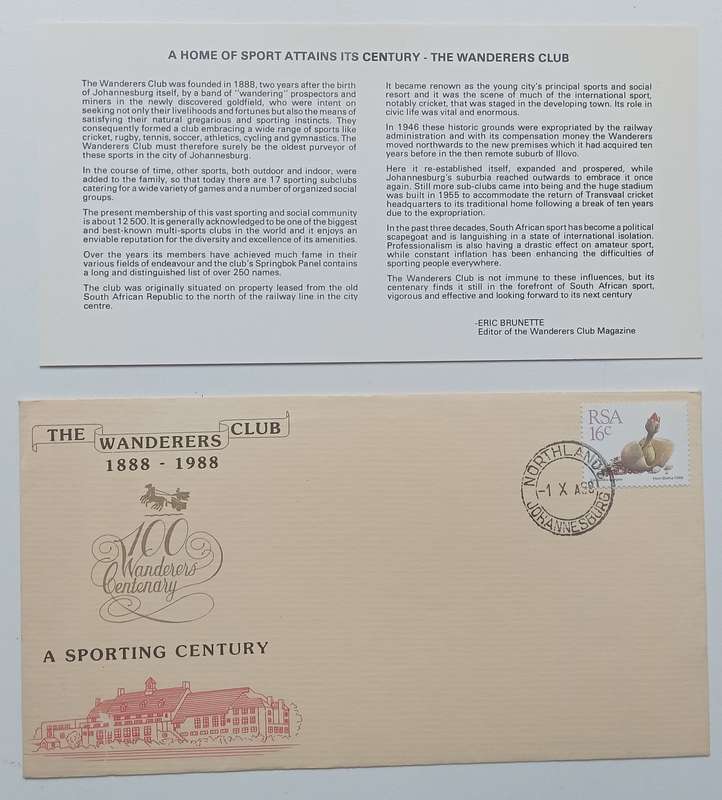 A HOME OF SPORT ATTAINS ITS CENTURY - THE WANDERERS CLUB
The Wanderers Club was founded in 1888, two years after the birth
of Johannesburg itself, by a band of "wandering" prospectors and
miners in the newly discovered goldfield, who were intent on
seeking not only their livelihoods and fortunes but also the means of
satisfying their natural gregarious and sporting instincts. They
consequently formed a club embracing a wide range of sports like
cricket, rugby, tennis, soccer, athletics, cycling and gymnastics. The
Wanderers Club must therefore surely be the oldest purveyor of
these sports in the city of Johannesburg.
In the course of time, other sports, both outdoor and indoor, were
added to the family, so that today there are 17 sporting subclubs
catering for a wide variety of games and a number of organized social
groups.
The present membership of this vast sporting and social community
is about 12 500. It is generally acknowledged to be one of the biggest
and best-known multi-sports clubs in the world and it enjoys an
enviable reputation for the diversity and excellence of its amenities.
Over the years its members have achieved much fame in their
various fields of endeavour and the club's Springbok Panel contains
a long and distinguished list of over 250 names.
The club was originally situated on property leased from the old
South African Republic to the north of the railway line in the city
centre.
It became renown as the young city's principal sports and social
resort and it was the scene of much of the international sport,
notably cricket, that was staged in the developing town. Its role in
civic life was vital and enormous.
In 1946 these historic grounds were expropriated by the railway
administration and with its compensation money the Wanderers
moved northwards to the new premises which it had acquired ten
years before in the then remote suburb of Illovo.
Here it re-established itself, expanded and prospered, while
Johannesburg's suburbia reached outwards to embrace it once
again. Still more sub-clubs came into being and the huge stadium
was built in 1955 to accommodate the return of Transvaal cricket
headquarters to its traditional home following a break of ten years
due to the expropriation.
In the past three decades, South African sport has become a political
scapegoat and is languishing in a state of international isolation.
Professionalism is also having a drastic effect on amateur sport,
while constant inflation has been enhancing the difficulties of
sporting people everywhere.
The Wanderers Club is not immune to these influences, but its
centenary finds it still in the forefront of South African sport,
vigorous and effective and looking forward to its next century
-ERIC BRUNETTE
Editor of the Wanderers Club Magazine
THE WANDERERS CLUB
1888 - 1988
100
Wanderers
Centenary
A SPORTING CENTURY
RSA
16c
NORTHLANDS
-1 X
JOHANNESBURG